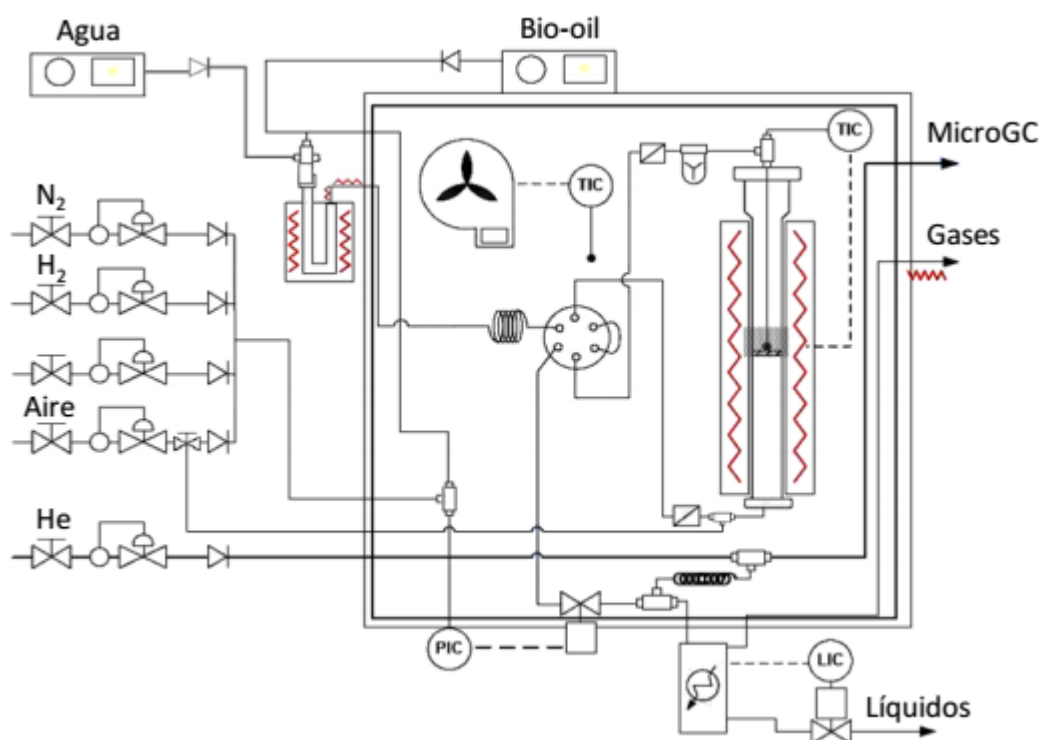 Agua
Bio-oil
TIC
MicroGC
TIC
N2
Gases
H2
Aire
He
PIC
LIC
Líquidos